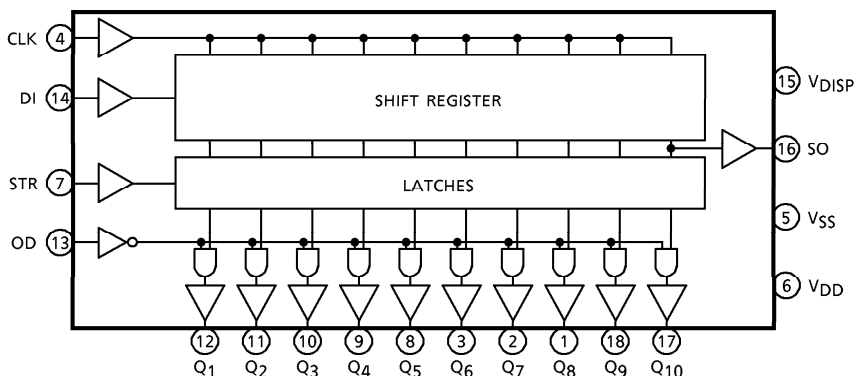 CLK 4
DI 14
STR 7
OD 13
SHIFT REGISTER
LATCHES
15 VDISP
16 SO
5 VSS
6 VDD
12 11 10 9 8 3 2 1 18 17
Q1 Q2 Q3 Q4 Q5 Q6 Q7 Q8 Q9 Q10